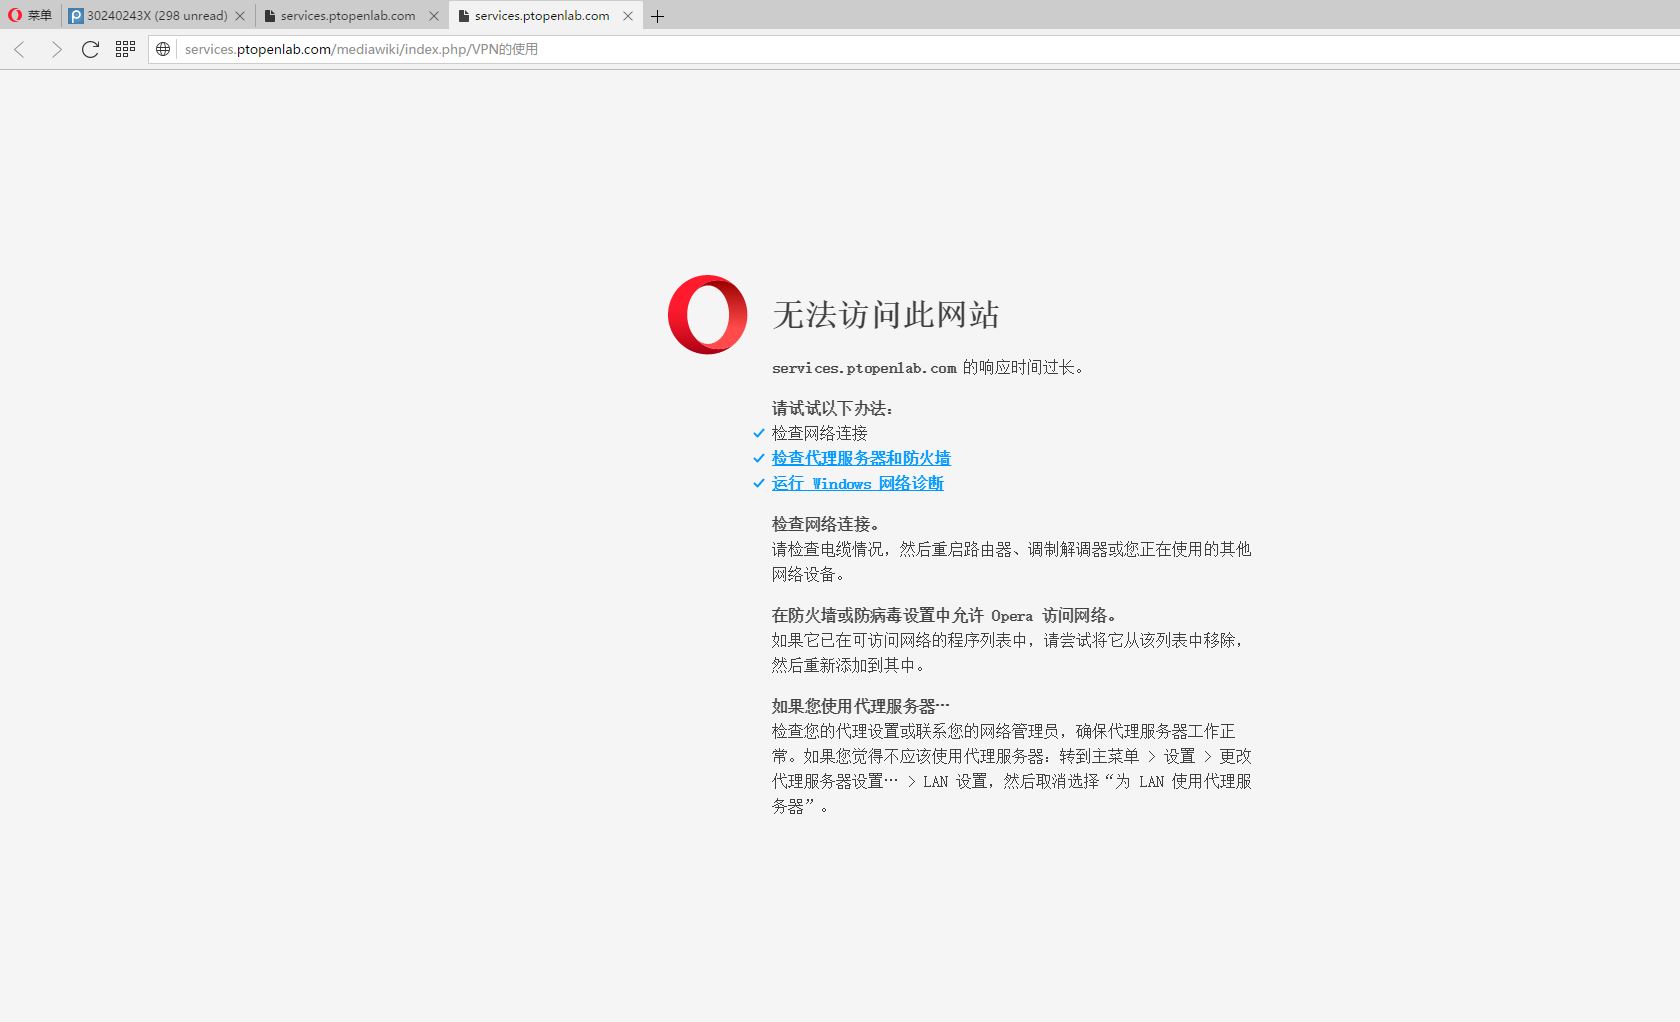 菜单
30240243X (298 unread)
services.ptopenlab.com
services.ptopenlab.com
services.ptopenlab.com/mediawiki/index.php/VPN的使用
无法访问此网站
services.ptopenlab.com 的响应时间过长。
请试试以下办法：
检查网络连接
检查代理服务器和防火墙
运行 Windows 网络诊断
检查网络连接。
请检查电缆情况，然后重启路由器、调制解调器或您正在使用的其他
网络设备。
在防火墙或防病毒设置中允许 Opera 访问网络。
如果它已在可访问网络的程序列表中，请尝试将它从该列表中移除，
然后重新添加到其中。
如果您使用代理服务器…
检查您的代理设置或联系您的网络管理员，确保代理服务器工作正
常。如果您觉得不应该使用代理服务器：转到主菜单 > 设置 > 更改
代理服务器设置… > LAN 设置，然后取消选择“为 LAN 使用代理服
务器”。